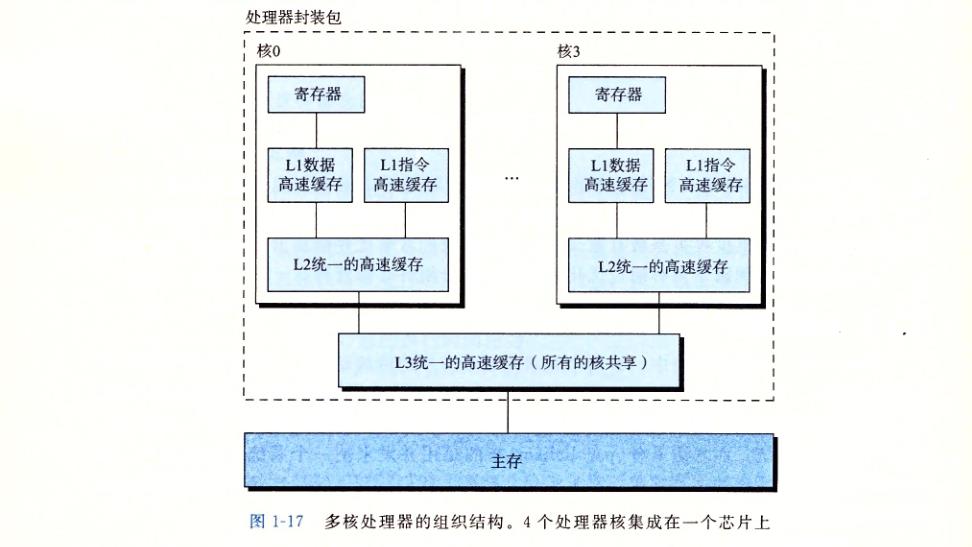 处理器封装包
核0
核3
寄存器
寄存器
L1数据
高速缓存
L1指令
高速缓存
...
L1数据
高速缓存
L1指令
高速缓存
L2统一的高速缓存
L2统一的高速缓存
L3统一的高速缓存（所有的核共享）
主存
图 1-17 多核处理器的组织结构。4 个处理器核集成在一个芯片上